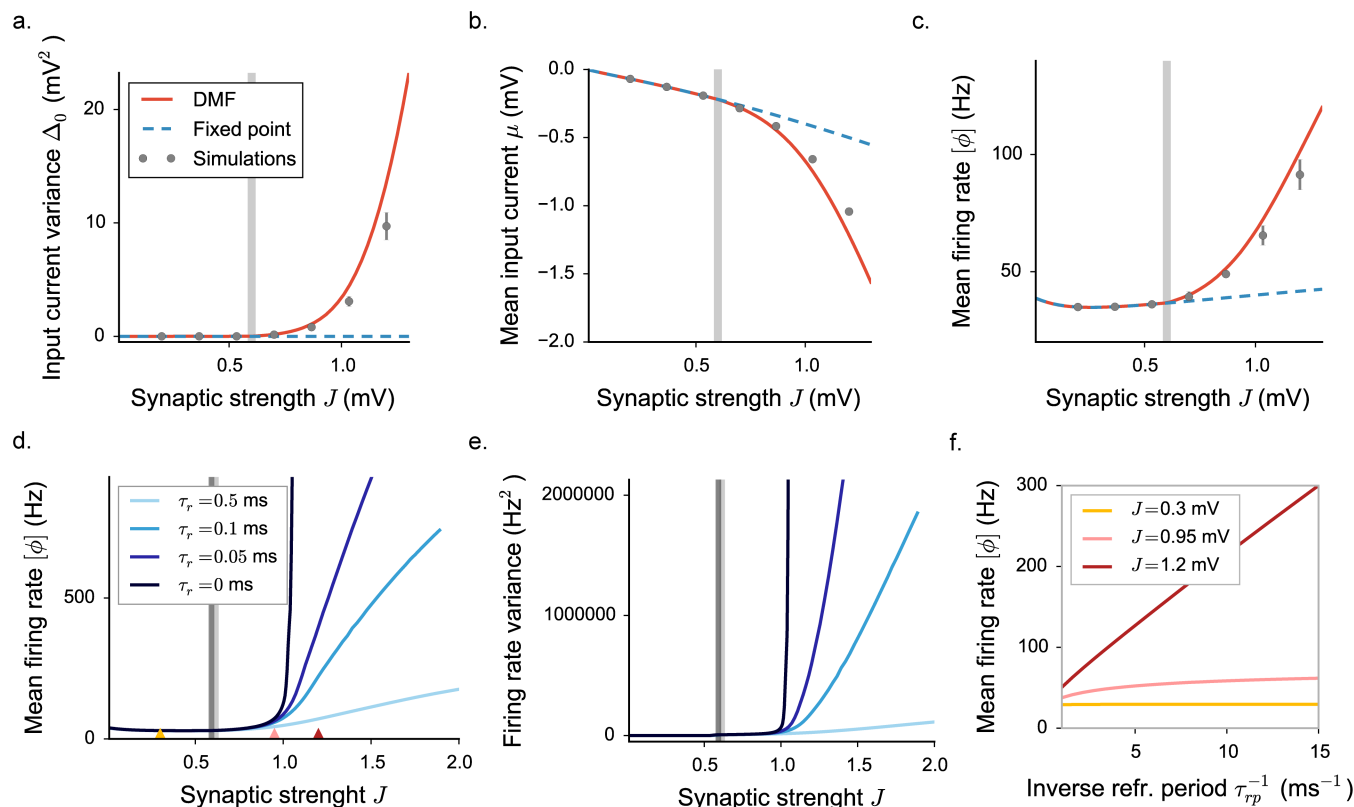 a.
Input current variance Δ₀ (mV²)
20
10
0
DMF
Fixed point
Simulations
0.5
1.0
Synaptic strength J (mV)
b.
Mean input current μ (mV)
0.0
−0.5
−1.0
−1.5
−2.0
0.5
1.0
Synaptic strength J (mV)
c.
Mean firing rate [ϕ] (Hz)
100
50
0.5
1.0
Synaptic strength J (mV)
d.
Mean firing rate [ϕ] (Hz)
500
0
τᵣ=0.5 ms
τᵣ=0.1 ms
τᵣ=0.05 ms
τᵣ=0 ms
0.5
1.0
1.5
2.0
Synaptic strenght J
e.
Firing rate variance (Hz²)
2000000
1000000
0
0.5
1.0
1.5
2.0
Synaptic strenght J
f.
Mean firing rate [ϕ] (Hz)
300
200
100
0
J=0.3 mV
J=0.95 mV
J=1.2 mV
5
10
15
Inverse refr. period τ_{rp}^{-1} (ms⁻¹)